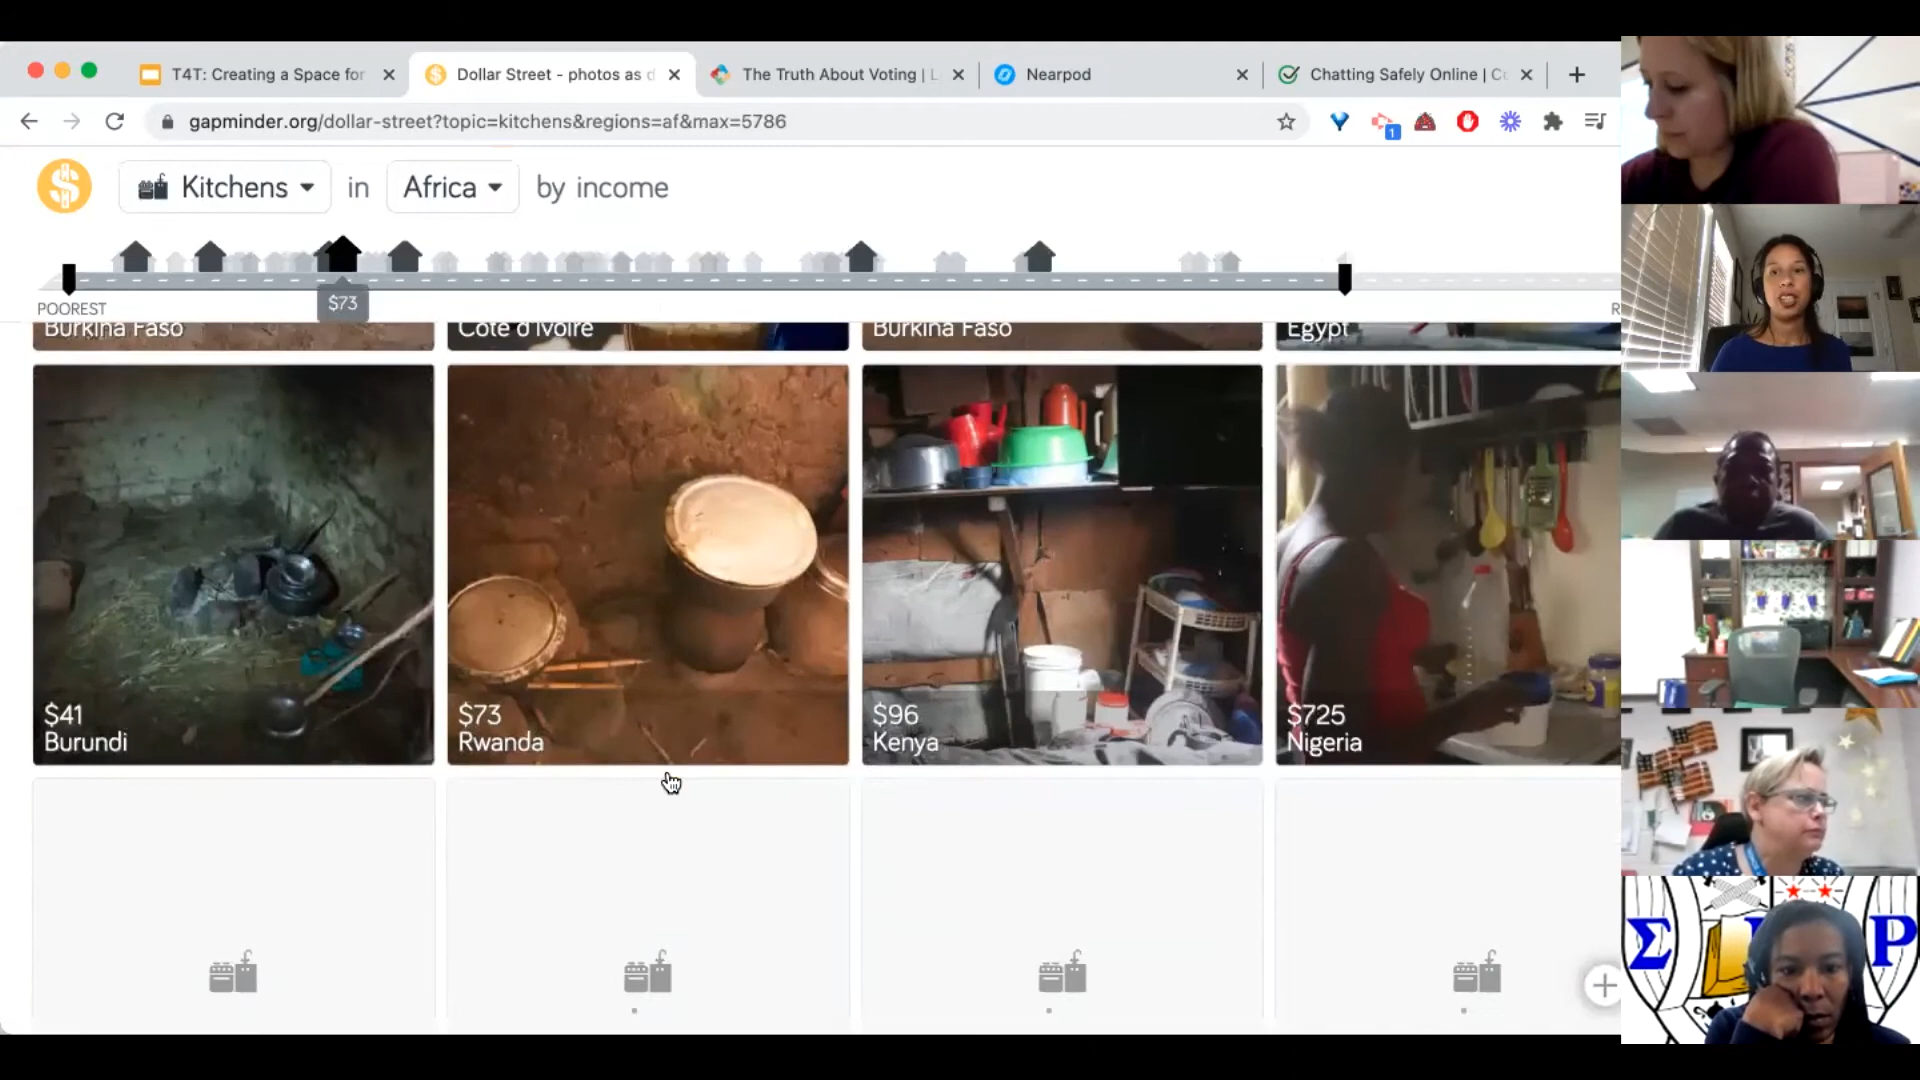 T4T: Creating a Space for
Dollar Street - photos as d
The Truth About Voting | L
Nearpod
Chatting Safely Online | Co
gapminder.org/dollar-street?topic=kitchens&regions=af&max=5786
1
$
Kitchens in Africa by income
POOREST
$73
R
Burkina Faso
Cote d'Ivoire
Burkina Faso
Egypt
$41
Burundi
$73
Rwanda
$96
Kenya
$725
Nigeria
Σ
Ρ